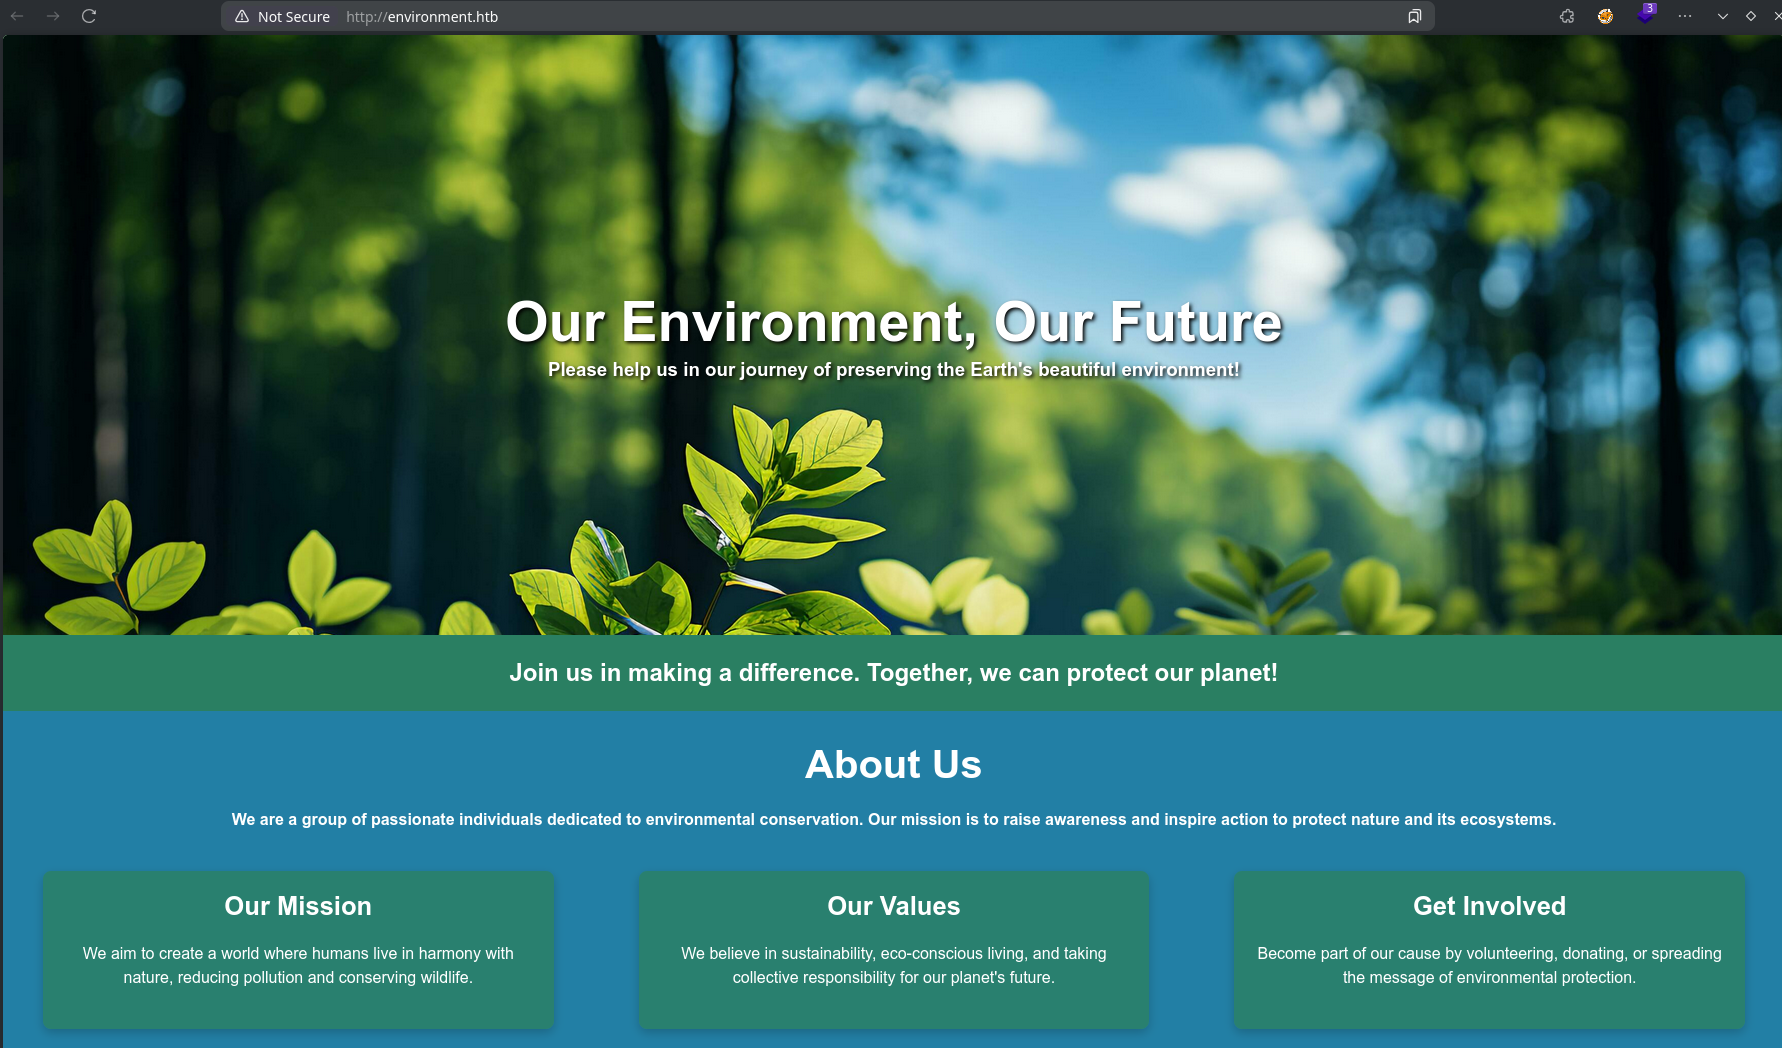 Not Secure http://environment.htb
3
Our Environment, Our Future
Please help us in our journey of preserving the Earth's beautiful environment!
Join us in making a difference. Together, we can protect our planet!
About Us
We are a group of passionate individuals dedicated to environmental conservation. Our mission is to raise awareness and inspire action to protect nature and its ecosystems.
Our Mission
We aim to create a world where humans live in harmony with
nature, reducing pollution and conserving wildlife.
Our Values
We believe in sustainability, eco-conscious living, and taking
collective responsibility for our planet's future.
Get Involved
Become part of our cause by volunteering, donating, or spreading
the message of environmental protection.